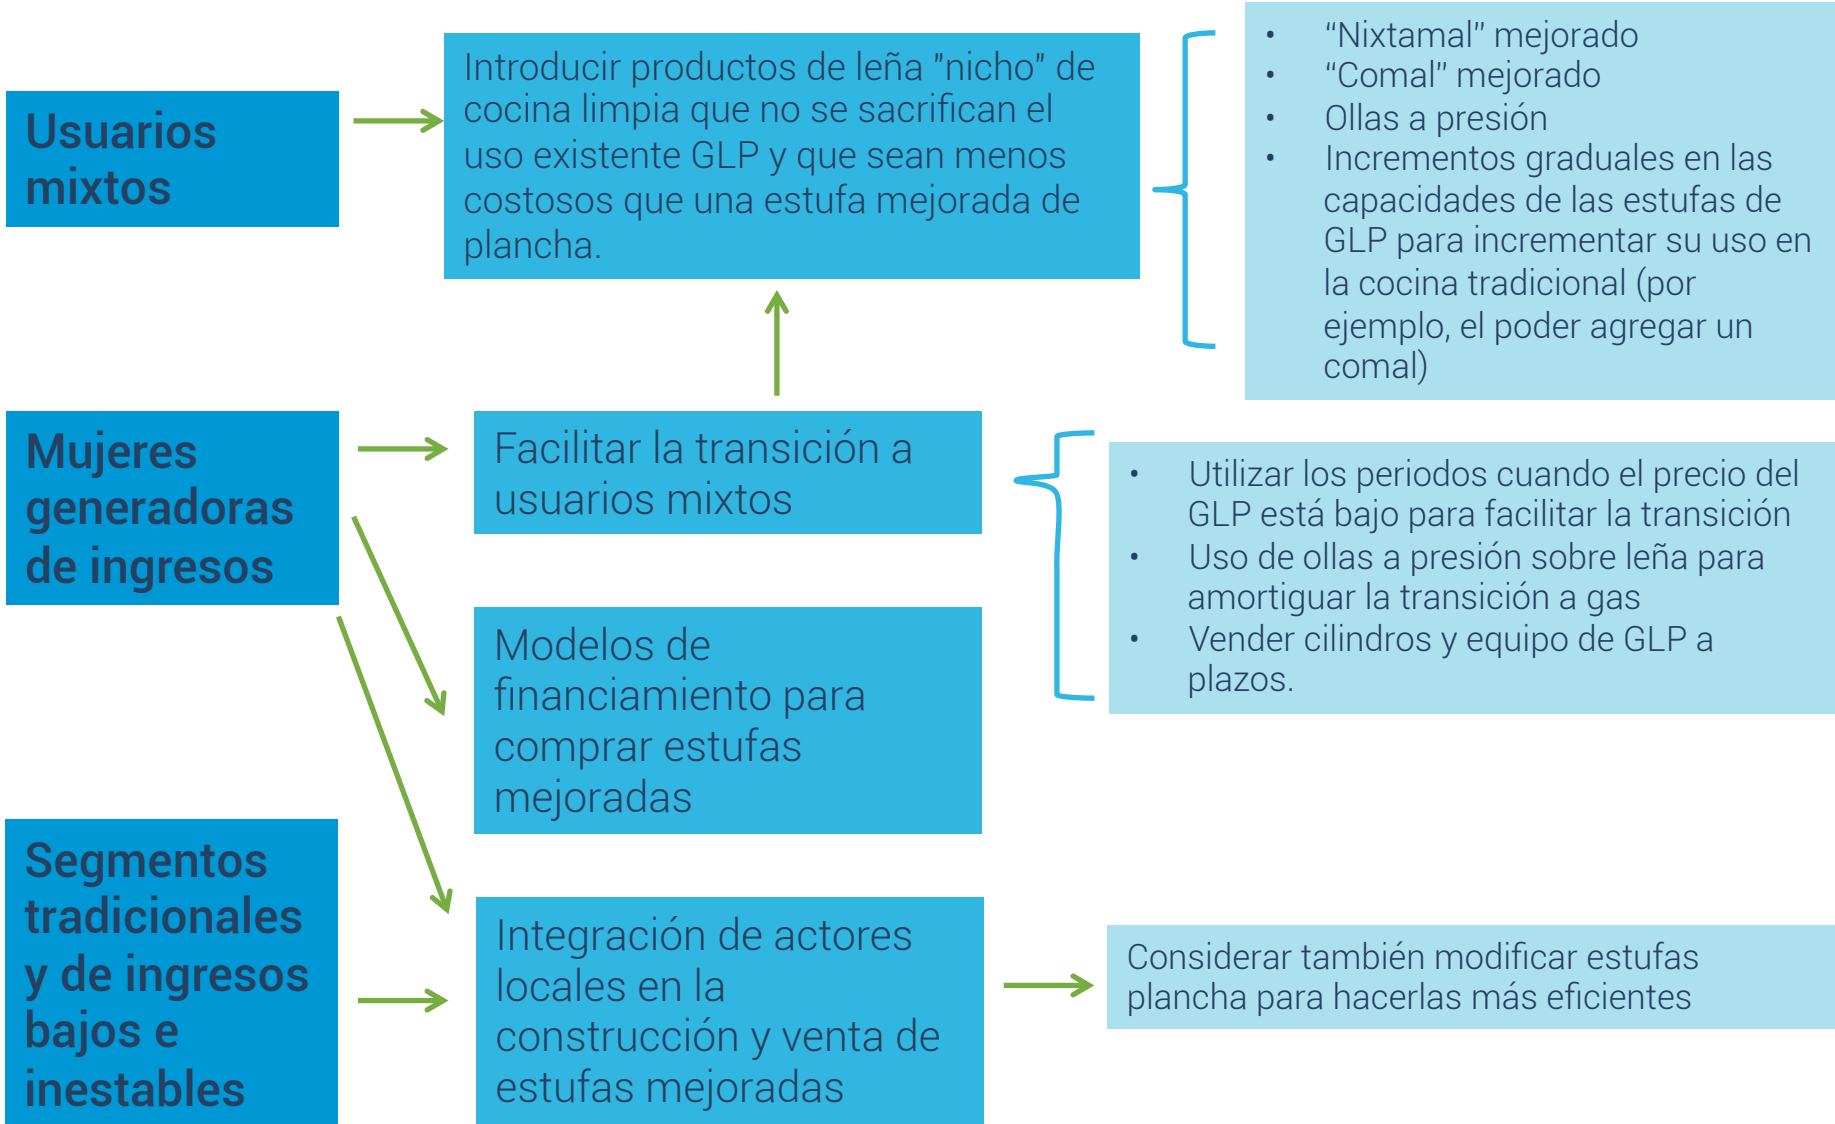 Usuarios
mixtos
Introducir productos de leña "nicho" de
cocina limpia que no se sacrifican el
uso existente GLP y que sean menos
costosos que una estufa mejorada de
plancha.
• “Nixtamal” mejorado
• “Comal” mejorado
• Ollas a presión
• Incrementos graduales en las
capacidades de las estufas de
GLP para incrementar su uso en
la cocina tradicional (por
ejemplo, el poder agregar un
comal)
Mujeres
generadoras
de ingresos
Facilitar la transición a
usuarios mixtos
• Utilizar los periodos cuando el precio del
GLP está bajo para facilitar la transición
• Uso de ollas a presión sobre leña para
amortiguar la transición a gas
• Vender cilindros y equipo de GLP a
plazos.
Modelos de
financiamiento para
comprar estufas
mejoradas
Segmentos
tradicionales
y de ingresos
bajos e
inestables
Integración de actores
locales en la
construcción y venta de
estufas mejoradas
Considerar también modificar estufas
plancha para hacerlas más eficientes